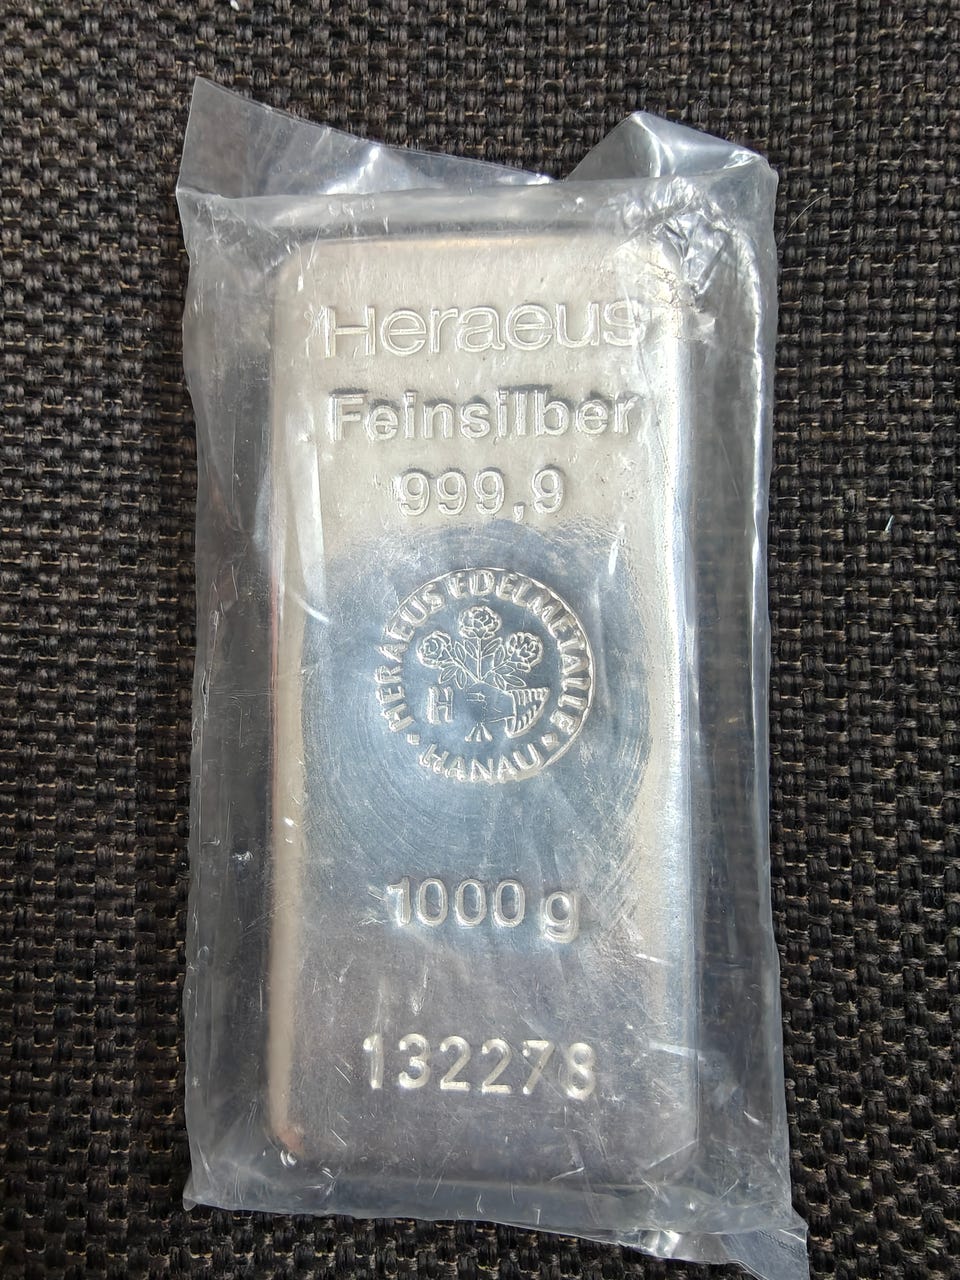 Heraeus
Feinsilber
999,9
HERAEUS EDELMETALLE
· HANAU ·
H
1000 g
132278